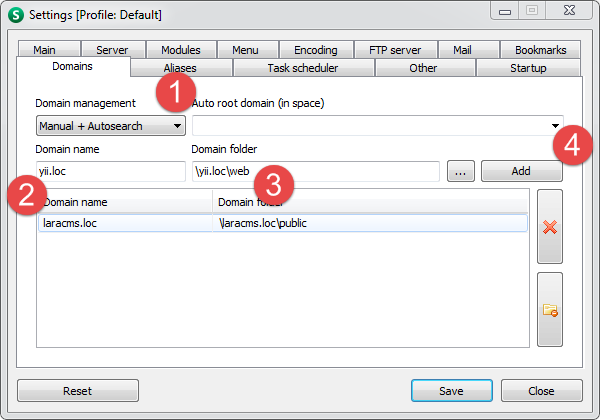 S Settings [Profile: Default]
Main Server Modules Menu Encoding FTP server Mail Bookmarks
Domains Aliases Task scheduler Other Startup
1
Domain management Auto root domain (in space)
Manual + Autosearch
4
Domain name Domain folder
yii.loc \yii.loc\web ... Add
2 3
Domain name Domain folder
laracms.loc \laracms.loc\public
Reset Save Close